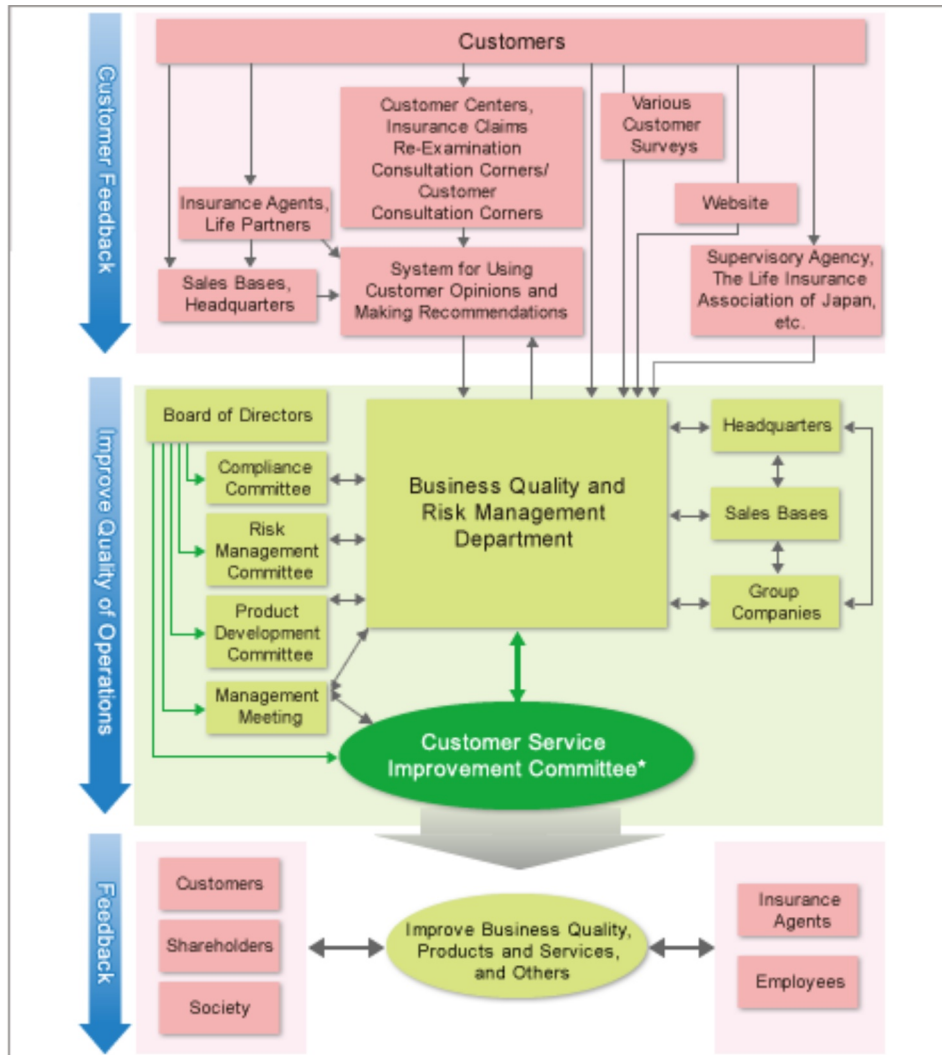 Customer Feedback
Customers
Customer Centers,
Insurance Claims
Re-Examination
Consultation Corners/
Customer
Consultation Corners
Various
Customer
Surveys
Insurance Agents,
Life Partners
Website
Sales Bases,
Headquarters
System for Using
Customer Opinions and
Making Recommendations
Supervisory Agency,
The Life Insurance
Association of Japan,
etc.
Improve Quality of Operations
Board of Directors
Compliance
Committee
Risk
Management
Committee
Product
Development
Committee
Management
Meeting
Business Quality and
Risk Management
Department
Headquarters
Sales Bases
Group
Companies
Customer Service
Improvement Committee*
Feedback
Customers
Shareholders
Society
Improve Business Quality,
Products and Services,
and Others
Insurance
Agents
Employees